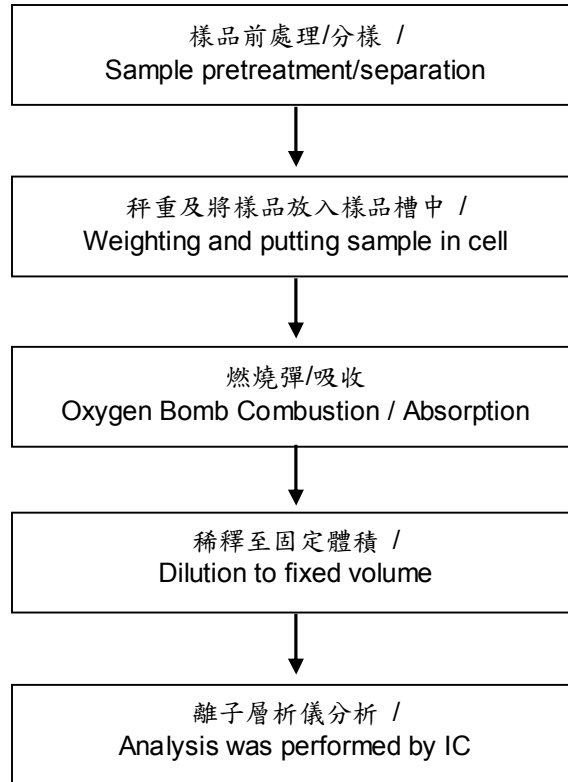 樣品前處理/分樣 /
Sample pretreatment/separation
秤重及將樣品放入樣品槽中 /
Weighting and putting sample in cell
燃燒彈/吸收
Oxygen Bomb Combustion / Absorption
稀釋至固定體積 /
Dilution to fixed volume
離子層析儀分析 /
Analysis was performed by IC